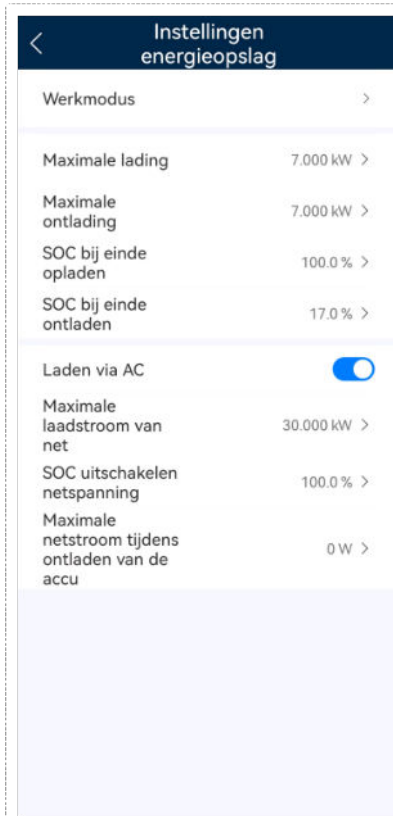 Instellingen
energieopslag
Werkmodus
Maximale lading 7.000 kW
Maximale
ontlading 7.000 kW
SOC bij einde
opladen 100.0 %
SOC bij einde
ontladen 17.0 %
Laden via AC
Maximale
laadstroom van
net 30.000 kW
SOC uitschakelen
netspanning 100.0 %
Maximale
netstroom tijdens
ontladen van de
accu 0 W